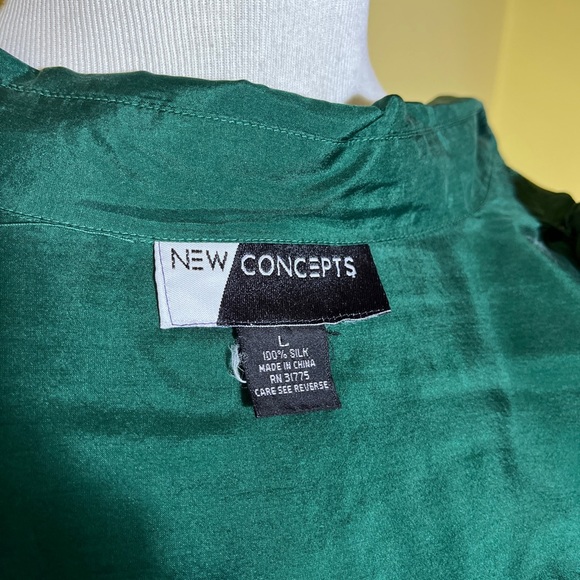 NEW CONCEPTS
L
100% SILK
MADE IN CHINA
RN 31775
CARE SEE REVERSE